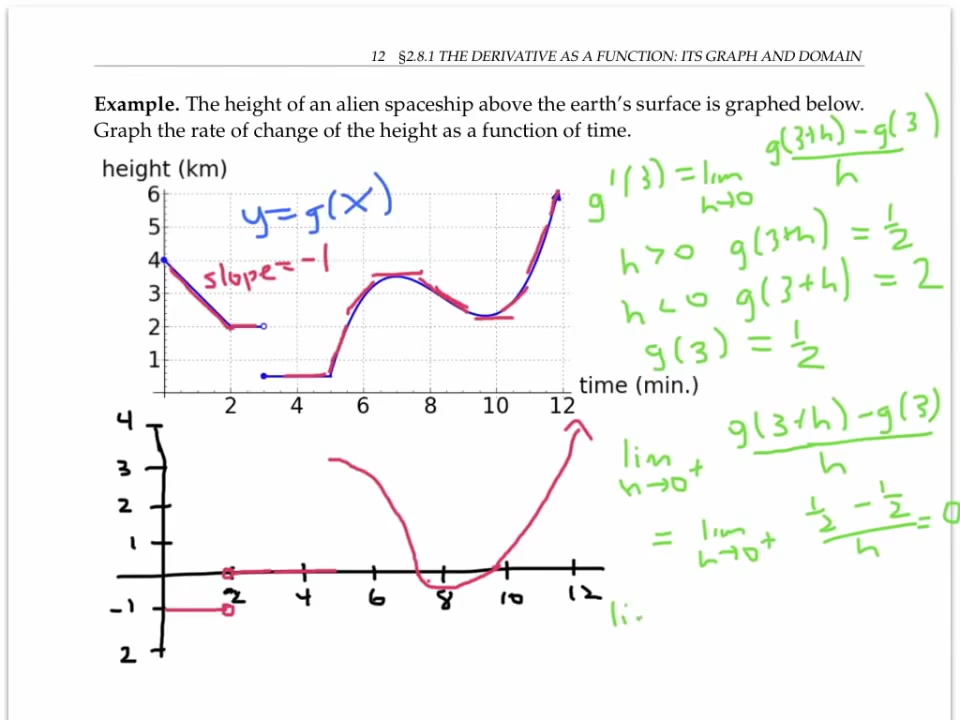 12 §2.8.1 THE DERIVATIVE AS A FUNCTION: ITS GRAPH AND DOMAIN
Example. The height of an alien spaceship above the earth's surface is graphed below.
Graph the rate of change of the height as a function of time.
height (km)
6
5
4
3
2
1
y=g(x)
slope=-1
2 4 6 8 10 12
time (min.)
4
3
2
1
-1
2
2 4 6 8 10 12
g'(3) = lim h→0 g(3+h)-g(3) / h
h>0 g(3+h) = 1/2
h<0 g(3+h) = 2
g(3) = 1/2
lim h→0+ g(3+h)-g(3) / h
= lim h→0+ 1/2 - 1/2 / h = 0
li